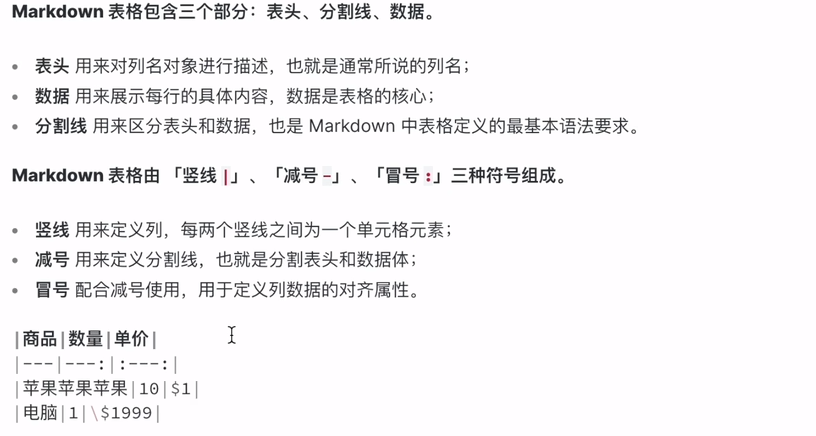 Markdown 表格包含三个部分：表头、分割线、数据。
• 表头 用来对列名对象进行描述，也就是通常所说的列名；
• 数据 用来展示每行的具体内容，数据是表格的核心；
• 分割线 用来区分表头和数据，也是 Markdown 中表格定义的最基本语法要求。
Markdown 表格由 「竖线 |」、「减号 -」、「冒号 :」三种符号组成。
• 竖线 用来定义列，每两个竖线之间为一个单元格元素；
• 减号 用来定义分割线，也就是分割表头和数据体；
• 冒号 配合减号使用，用于定义列数据的对齐属性。
|商品|数量|单价|
|---|---:|:---:|
|苹果苹果苹果|10|$1|
|电脑|1|\$1999|